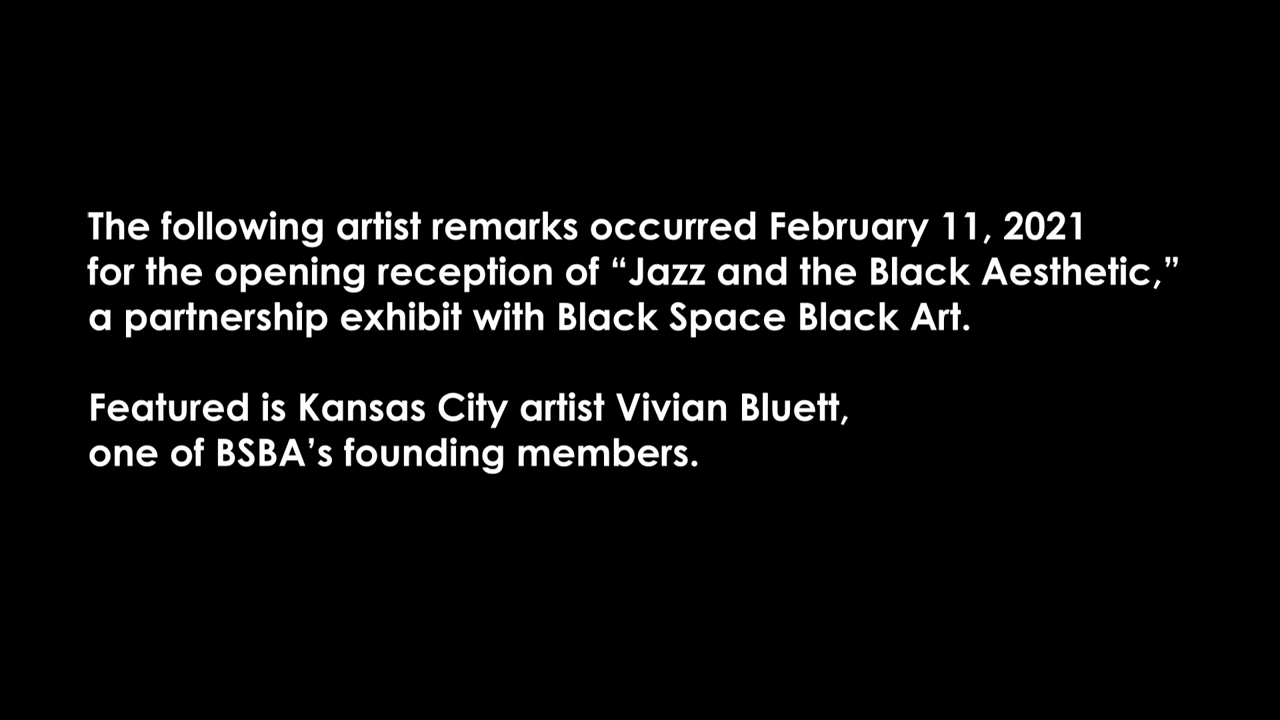 The following artist remarks occurred February 11, 2021
for the opening reception of “Jazz and the Black Aesthetic,”
a partnership exhibit with Black Space Black Art.
Featured is Kansas City artist Vivian Bluett,
one of BSBA’s founding members.